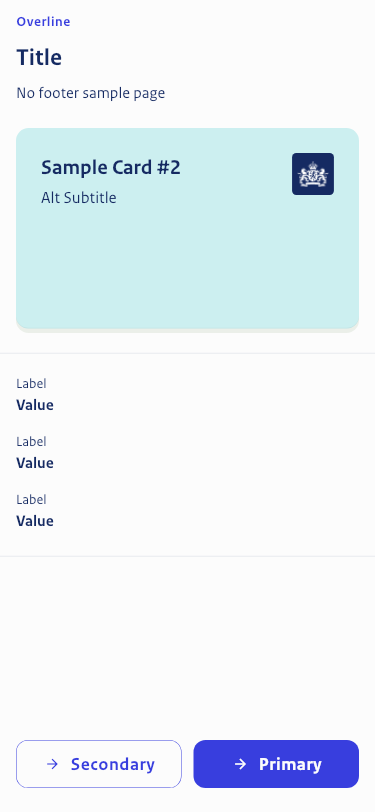 Overline
Title
No footer sample page
Sample Card #2
Alt Subtitle
Label
Value
Label
Value
Label
Value
Secondary
Primary